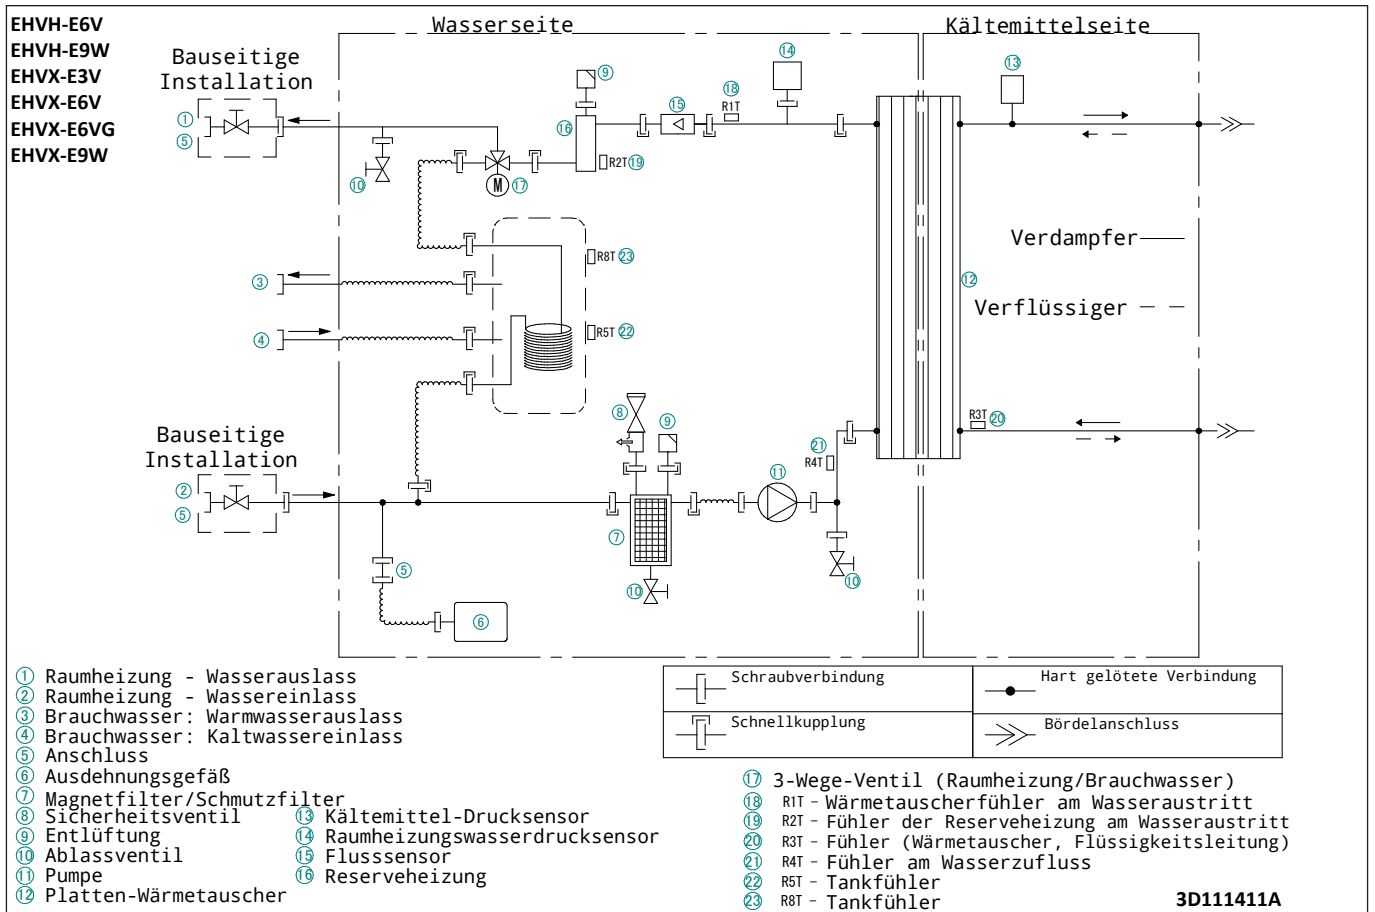 EHVH-E6V
EHVH-E9W
EHVX-E3V
EHVX-E6V
EHVX-E6VG
EHVX-E9W
Wasserseite
Kältemittelseite
Bauseitige
Installation
1
5
9
14
13
18
R1T
15
16
R2T 19
10
M 17
3
4
R8T 23
R5T 22
Verdampfer
12
Verflüssiger
Bauseitige
Installation
2
5
8
9
21
R4T
R3T 20
11
7
10
10
5
6
1 Raumheizung - Wasserauslass
2 Raumheizung - Wassereinlass
3 Brauchwasser: Warmwasserauslass
4 Brauchwasser: Kaltwassereinlass
5 Anschluss
6 Ausdehnungsgefäß
7 Magnetfilter/Schmutzfilter
8 Sicherheitsventil
9 Entlüftung
10 Ablassventil
11 Pumpe
12 Platten-Wärmetauscher
13 Kältemittel-Drucksensor
14 Raumheizungswasserdrucksensor
15 Flusssensor
16 Reserveheizung
Schraubverbindung
Hart gelötete Verbindung
Schnellkupplung
Bördelanschluss
17 3-Wege-Ventil (Raumheizung/Brauchwasser)
18 R1T - Wärmetauscherfühler am Wasseraustritt
19 R2T - Fühler der Reserveheizung am Wasseraustritt
20 R3T - Fühler (Wärmetauscher, Flüssigkeitsleitung)
21 R4T - Fühler am Wasserzufluss
22 R5T - Tankfühler
23 R8T - Tankfühler
3D111411A